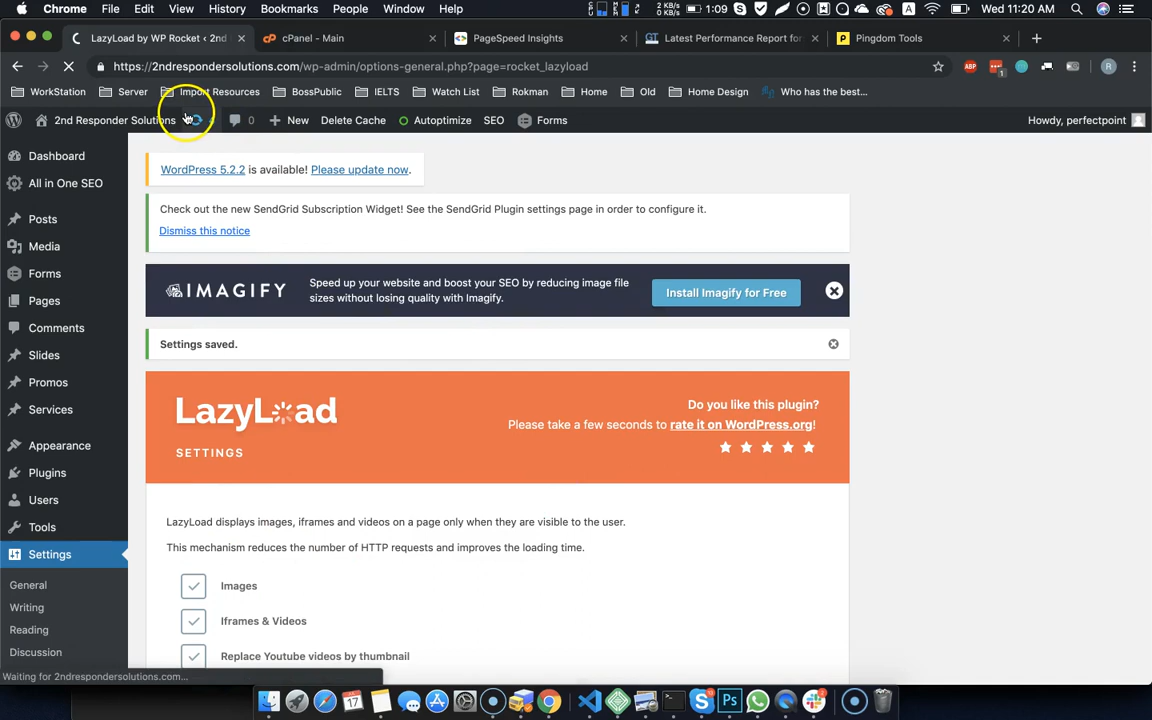 Chrome File Edit View History Bookmarks People Window Help 2 KB/s 0 KB/s 1:09 A Wed 11:20 AM
LazyLoad by WP Rocket ‹ 2nd cPanel - Main PageSpeed Insights Latest Performance Report for Pingdom Tools
https://2ndrespondersolutions.com/wp-admin/options-general.php?page=rocket_lazyload ABP 1 R
WorkStation Server Import Resources BossPublic IELTS Watch List Rokman Home Old Home Design Who has the best...
2nd Responder Solutions 0 New Delete Cache Autoptimize SEO Forms Howdy, perfectpoint
Dashboard
All in One SEO
Posts
Media
Forms
Pages
Comments
Slides
Promos
Services
Appearance
Plugins
Users
Tools
Settings
General
Writing
Reading
Discussion
WordPress 5.2.2 is available! Please update now.
Check out the new SendGrid Subscription Widget! See the SendGrid Plugin settings page in order to configure it.
Dismiss this notice
IMAGIFY
Speed up your website and boost your SEO by reducing image file
sizes without losing quality with Imagify.
Install Imagify for Free
Settings saved.
LazyLoad
SETTINGS
Do you like this plugin?
Please take a few seconds to rate it on WordPress.org!
LazyLoad displays images, iframes and videos on a page only when they are visible to the user.
This mechanism reduces the number of HTTP requests and improves the loading time.
Images
Iframes & Videos
Replace Youtube videos by thumbnail
Waiting for 2ndrespondersolutions.com...
17
Ps